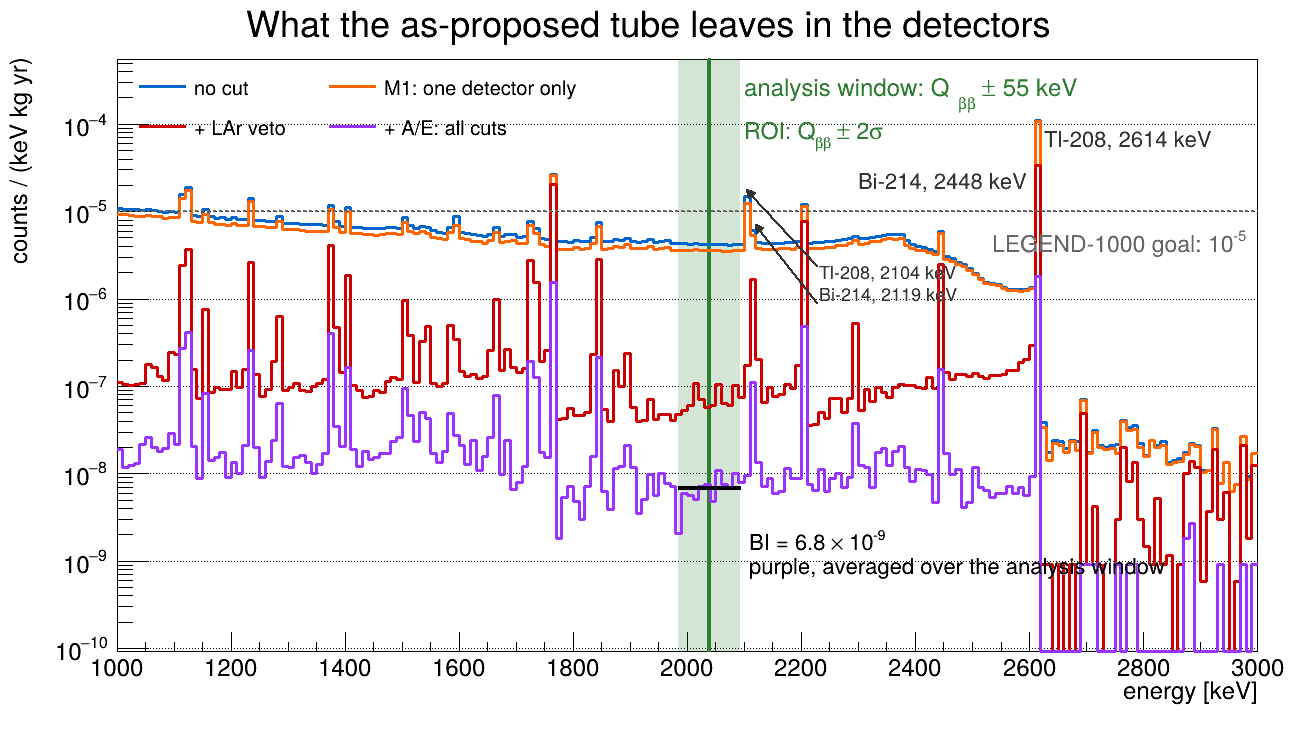 What the as-proposed tube leaves in the detectors
counts / (keV kg yr)
no cut
M1: one detector only
+ LAr veto
+ A/E: all cuts
analysis window: Q ββ ± 55 keV
ROI: Qββ ± 2σ
Tl-208, 2614 keV
Bi-214, 2448 keV
LEGEND-1000 goal: 10-5
Tl-208, 2104 keV
Bi-214, 2119 keV
BI = 6.8 × 10-9
purple, averaged over the analysis window
10−4
10−5
10−6
10−7
10−8
10−9
10−10
1000 1200 1400 1600 1800 2000 2200 2400 2600 2800 3000
energy [keV]